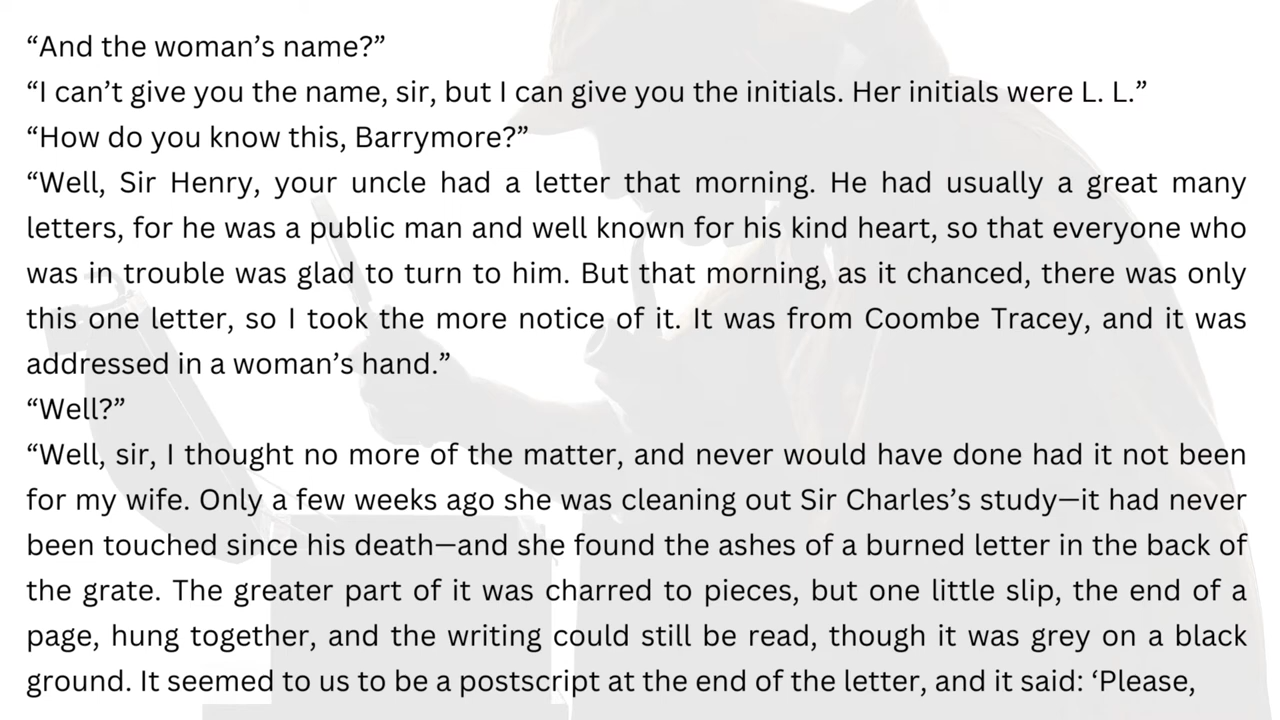 “And the woman’s name?”
“I can’t give you the name, sir, but I can give you the initials. Her initials were L. L.”
“How do you know this, Barrymore?”
“Well, Sir Henry, your uncle had a letter that morning. He had usually a great many
letters, for he was a public man and well known for his kind heart, so that everyone who
was in trouble was glad to turn to him. But that morning, as it chanced, there was only
this one letter, so I took the more notice of it. It was from Coombe Tracey, and it was
addressed in a woman’s hand.”
“Well?”
“Well, sir, I thought no more of the matter, and never would have done had it not been
for my wife. Only a few weeks ago she was cleaning out Sir Charles’s study—it had never
been touched since his death—and she found the ashes of a burned letter in the back of
the grate. The greater part of it was charred to pieces, but one little slip, the end of a
page, hung together, and the writing could still be read, though it was grey on a black
ground. It seemed to us to be a postscript at the end of the letter, and it said: ‘Please,